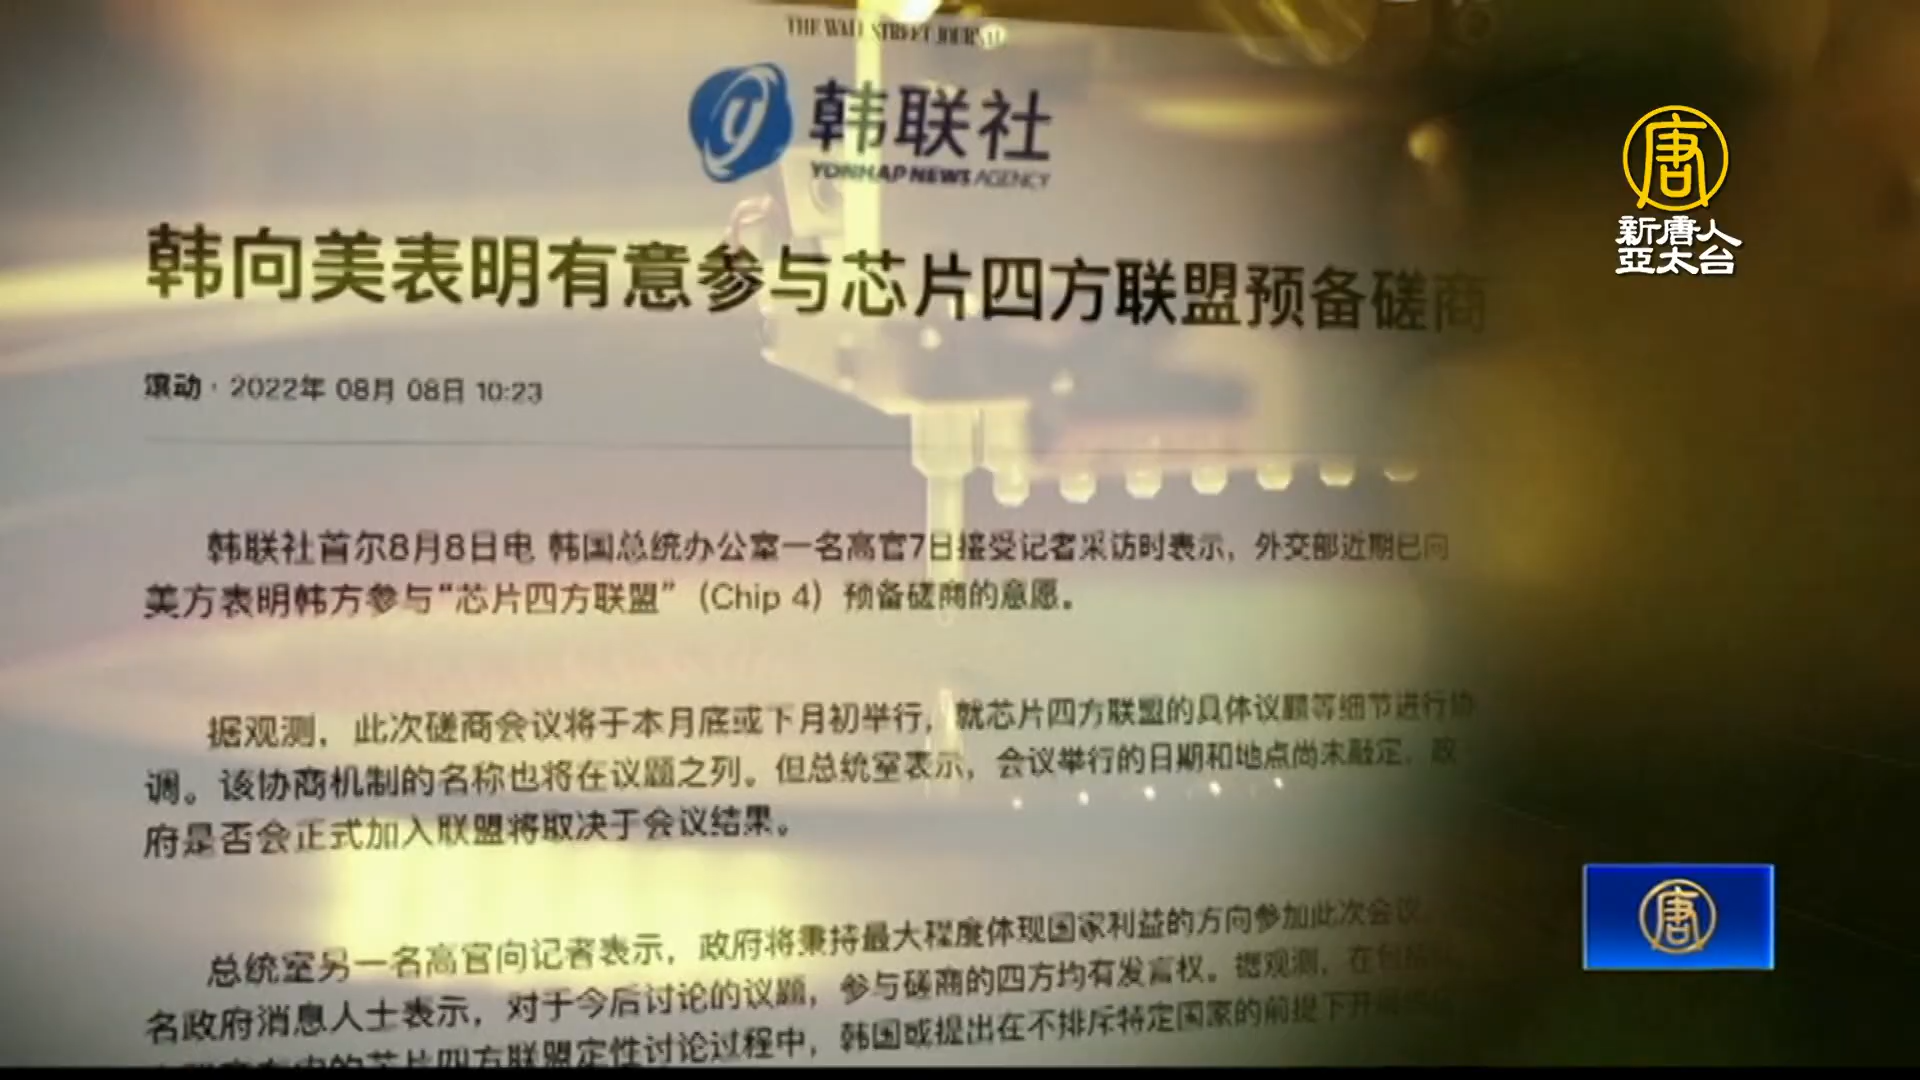 THE WALL STREET JOURNAL
韩联社
YONHAP NEWS AGENCY
唐
新唐人
亞太台
韩向美表明有意参与芯片四方联盟预备磋商
滚动 · 2022年 08月 08日 10:23
韩联社首尔8月8日电 韩国总统办公室一名高官7日接受记者采访时表示，外交部近期已向
美方表明韩方参与“芯片四方联盟”（Chip 4）预备磋商的意愿。
据观测，此次磋商会议将于本月底或下月初举行，就芯片四方联盟的具体议题等细节进行协
调。该协商机制的名称也将在议题之列。但总统室表示，会议举行的日期和地点尚未敲定，政
府是否会正式加入联盟将取决于会议结果。
总统室另一名高官向记者表示，政府将秉持最大程度体现国家利益的方向参加此次会议。
名政府消息人士表示，对于今后讨论的议题，参与磋商的四方均有发言权。据观测，在包括
芯片四方联盟定性讨论过程中，韩国或提出在不排斥特定国家的前提下开展
唐